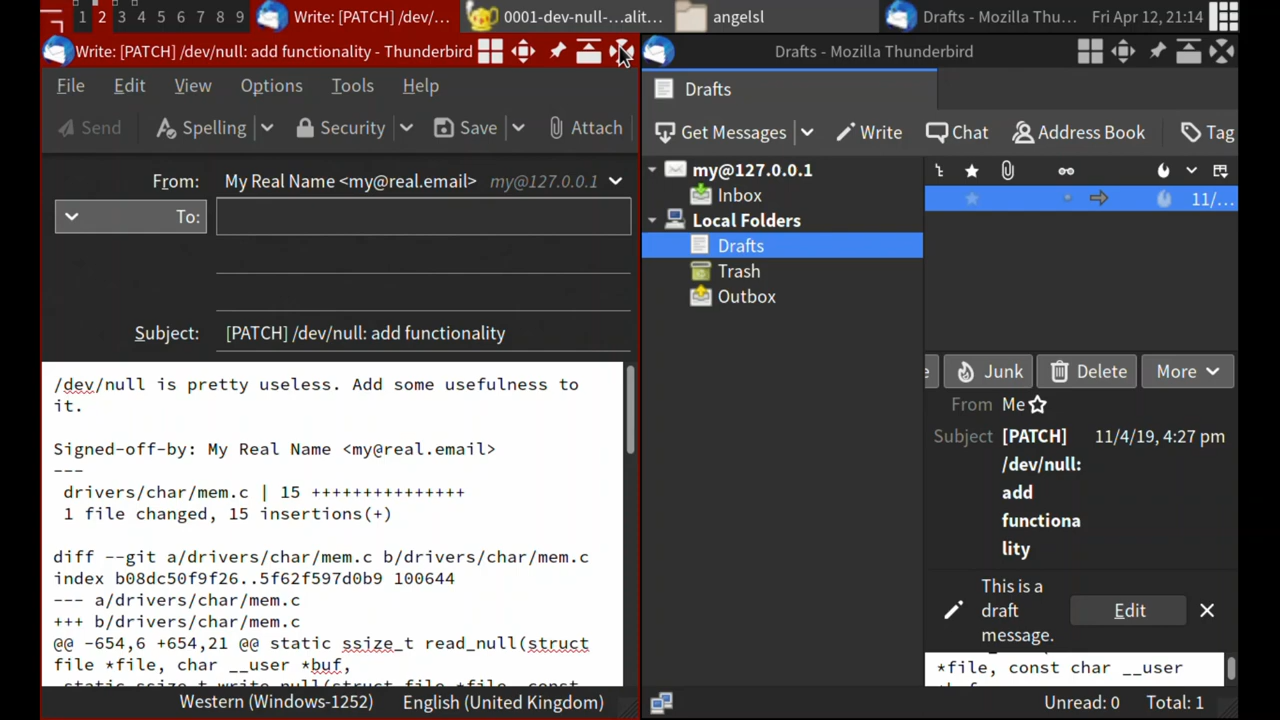 1 2 3 4 5 6 7 8 9 Write: [PATCH] /dev/... 0001-dev-null-...alit... angelsl Drafts - Mozilla Thu... Fri Apr 12, 21:14
Write: [PATCH] /dev/null: add functionality - Thunderbird
File Edit View Options Tools Help
Send Spelling Security Save Attach
From: My Real Name <my@real.email> my@127.0.0.1
To:
Subject: [PATCH] /dev/null: add functionality
/dev/null is pretty useless. Add some usefulness to
it.
Signed-off-by: My Real Name <my@real.email>
---
drivers/char/mem.c | 15 +++++++++++++++
1 file changed, 15 insertions(+)
diff --git a/drivers/char/mem.c b/drivers/char/mem.c
index b08dc50f9f26..5f62f597d0b9 100644
--- a/drivers/char/mem.c
+++ b/drivers/char/mem.c
@@ -654,6 +654,21 @@ static ssize_t read_null(struct
file *file, char __user *buf,
static ssize_t write_null(struct file *file, const
Western (Windows-1252) English (United Kingdom)
Drafts - Mozilla Thunderbird
Drafts
Get Messages Write Chat Address Book Tag
my@127.0.0.1
Inbox
Local Folders
Drafts
Trash
Outbox
11/...
Junk Delete More
From Me
Subject [PATCH] 11/4/19, 4:27 pm
/dev/null:
add
functiona
lity
This is a
draft
message.
Edit
*file, const char __user
Unread: 0 Total: 1